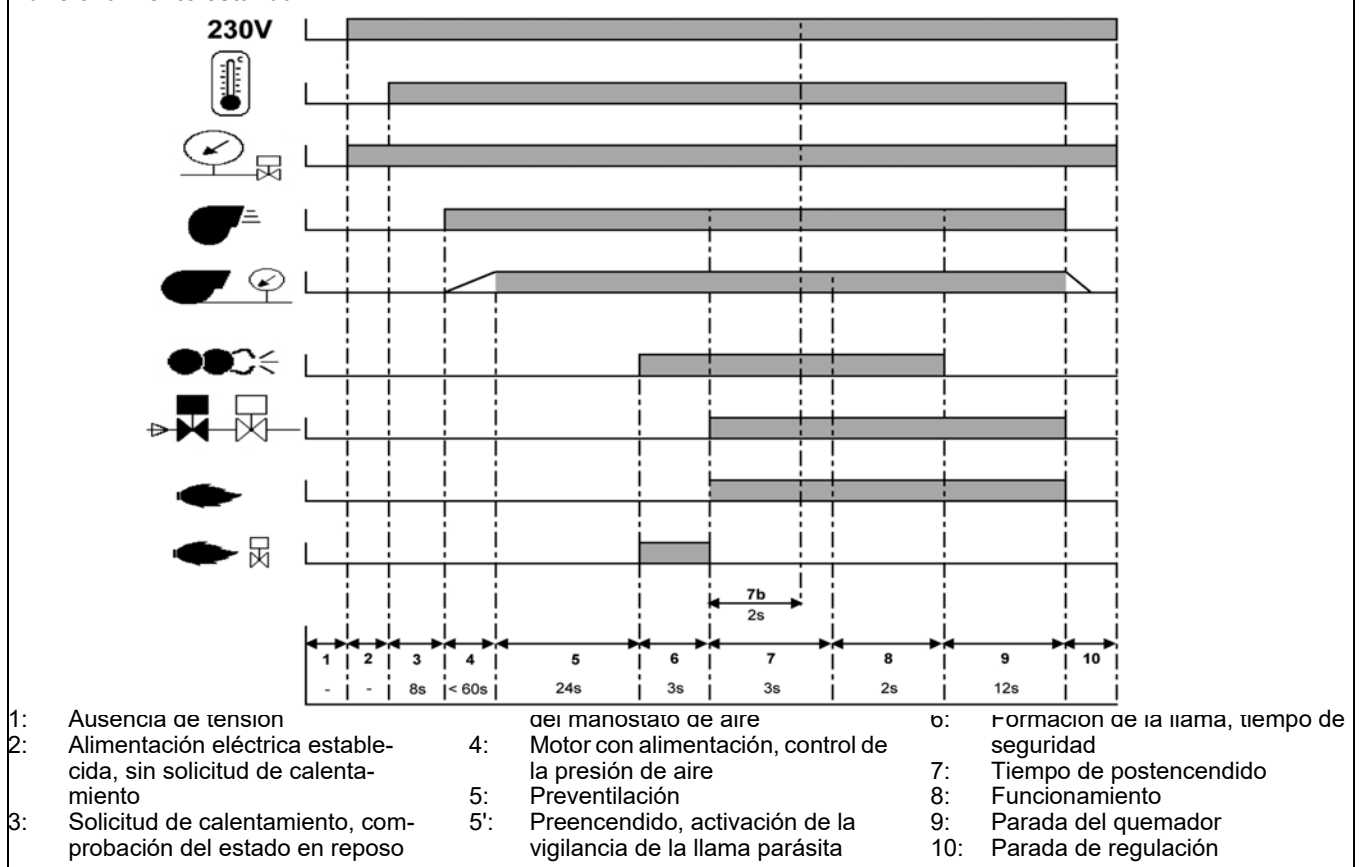 230V
7b
2s
1 2 3 4 5 6 7 8 9 10
- - 8s < 60s 24s 3s 3s 2s 12s
1: Ausencia de tensión
2: Alimentación eléctrica estable-
cida, sin solicitud de calenta-
miento
3: Solicitud de calentamiento, com-
probación del estado en reposo
del manostato de aire
4: Motor con alimentación, control de
la presión de aire
5: Preventilación
5': Preencendido, activación de la
vigilancia de la llama parásita
6: Formación de la llama, tiempo de
seguridad
7: Tiempo de postencendido
8: Funcionamiento
9: Parada del quemador
10: Parada de regulación